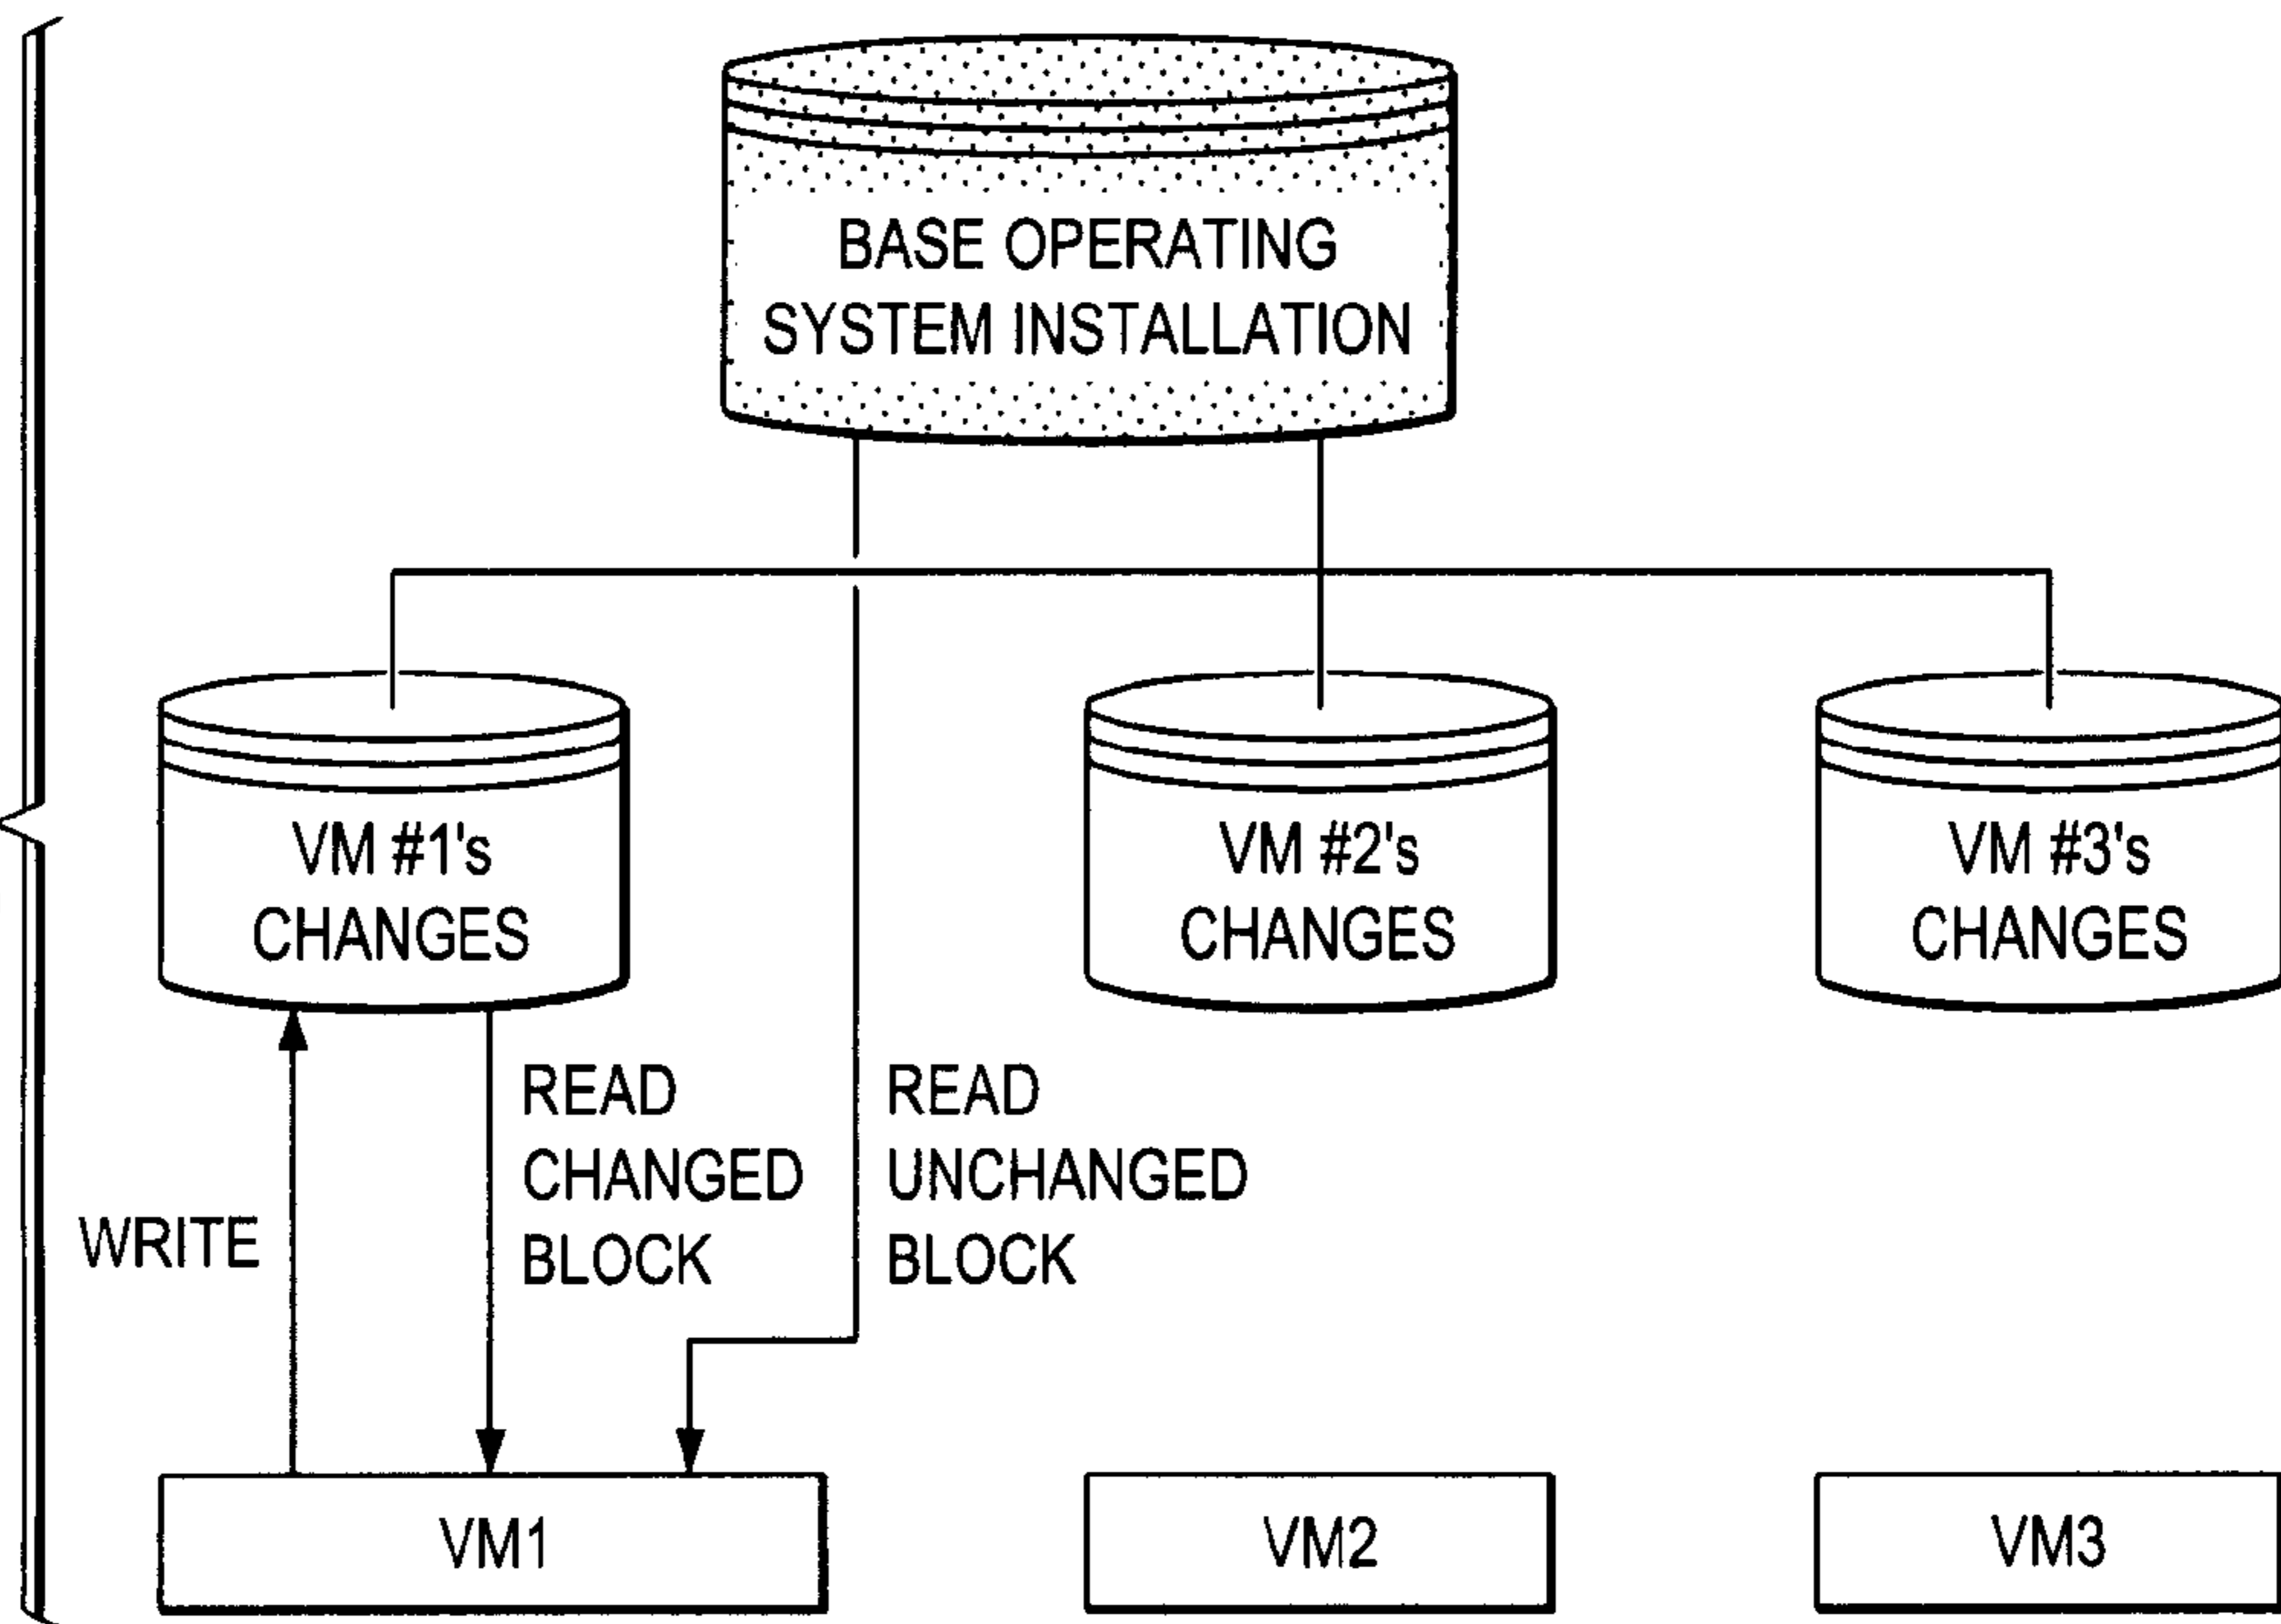 BASE OPERATING
SYSTEM INSTALLATION
VM #1's
CHANGES
VM #2's
CHANGES
VM #3's
CHANGES
WRITE
READ
CHANGED
BLOCK
READ
UNCHANGED
BLOCK
VM1
VM2
VM3